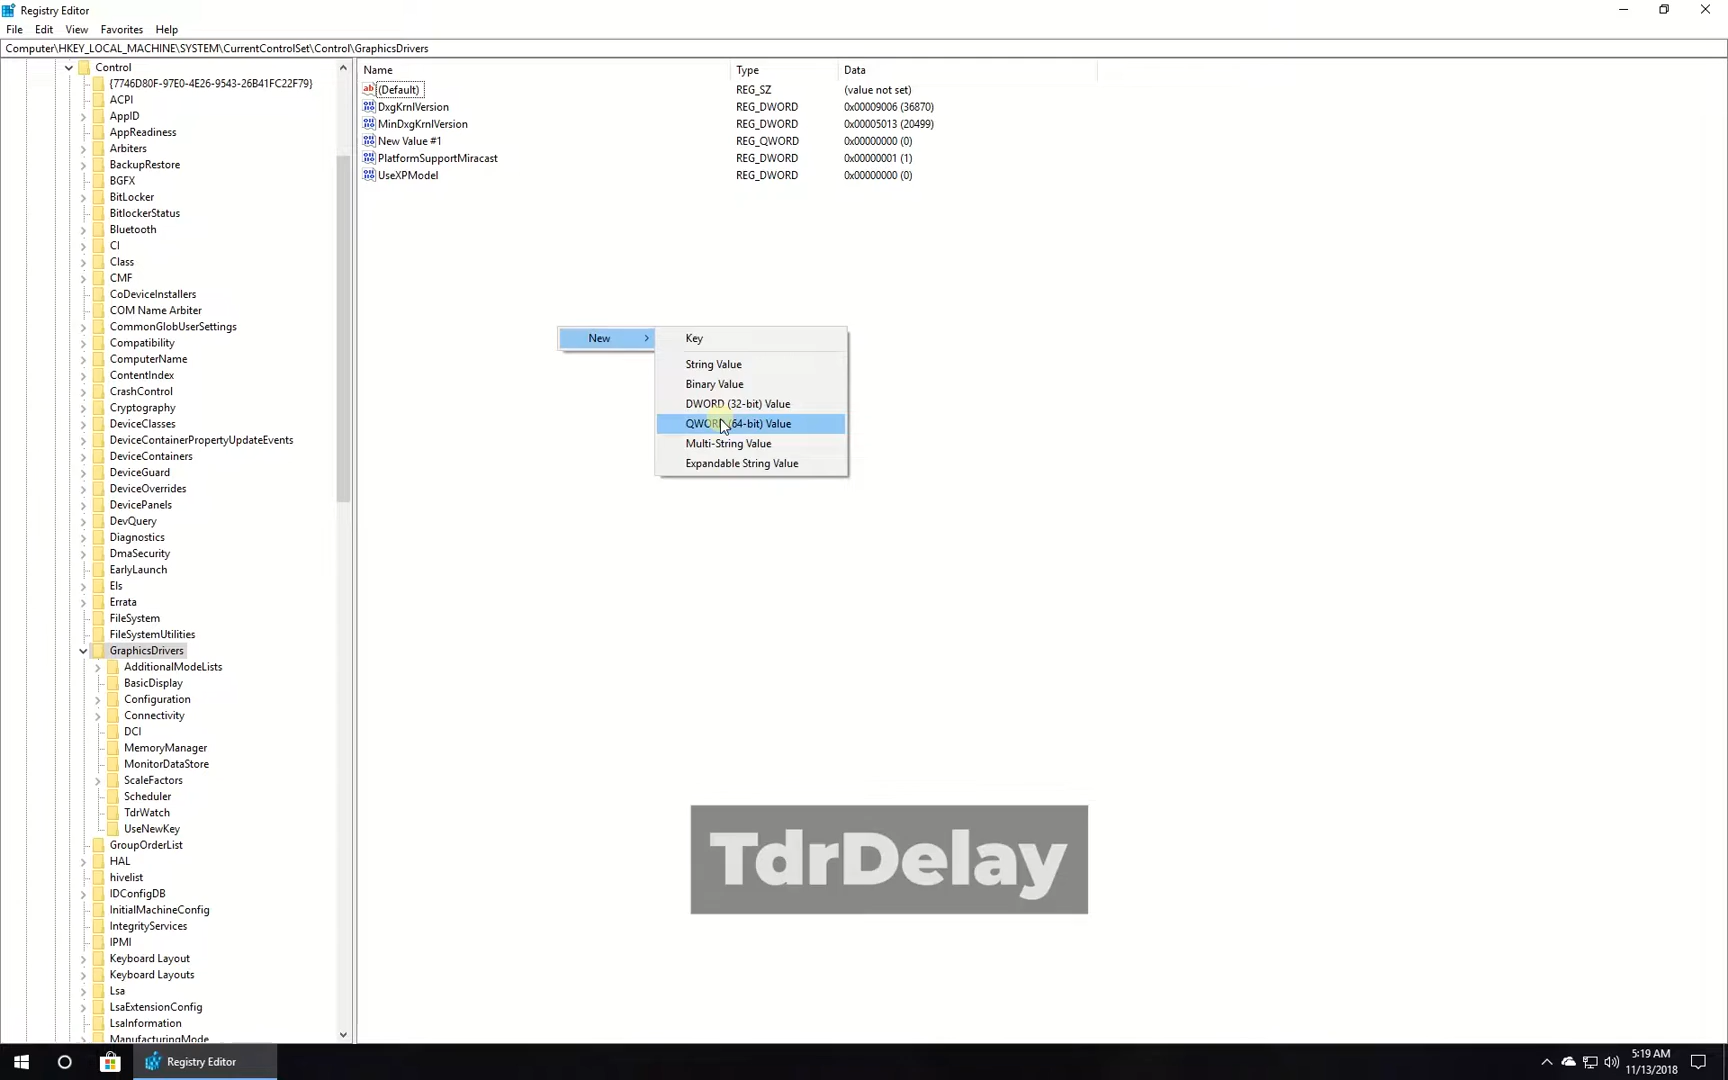 Registry Editor
File Edit View Favorites Help
Computer\HKEY_LOCAL_MACHINE\SYSTEM\CurrentControlSet\Control\GraphicsDrivers
Control
{7746D80F-97E0-4E26-9543-26B41FC22F79}
ACPI
AppID
AppReadiness
Arbiters
BackupRestore
BGFX
BitLocker
BitlockerStatus
Bluetooth
CI
Class
CMF
CoDeviceInstallers
COM Name Arbiter
CommonGlobUserSettings
Compatibility
ComputerName
ContentIndex
CrashControl
Cryptography
DeviceClasses
DeviceContainerPropertyUpdateEvents
DeviceContainers
DeviceGuard
DeviceOverrides
DevicePanels
DevQuery
Diagnostics
DmaSecurity
EarlyLaunch
Els
Errata
FileSystem
FileSystemUtilities
GraphicsDrivers
AdditionalModeLists
BasicDisplay
Configuration
Connectivity
DCI
MemoryManager
MonitorDataStore
ScaleFactors
Scheduler
TdrWatch
UseNewKey
GroupOrderList
HAL
hivelist
IDConfigDB
InitialMachineConfig
IntegrityServices
IPMI
Keyboard Layout
Keyboard Layouts
Lsa
LsaExtensionConfig
LsaInformation
ManufacturingMode
Name Type Data
(Default) REG_SZ (value not set)
DxgKrnlVersion REG_DWORD 0x00009006 (36870)
MinDxgKrnlVersion REG_DWORD 0x00005013 (20499)
New Value #1 REG_QWORD 0x00000000 (0)
PlatformSupportMiracast REG_DWORD 0x00000001 (1)
UseXPModel REG_DWORD 0x00000000 (0)
New
Key
String Value
Binary Value
DWORD (32-bit) Value
QWORD (64-bit) Value
Multi-String Value
Expandable String Value
TdrDelay
Registry Editor
5:19 AM
11/13/2018